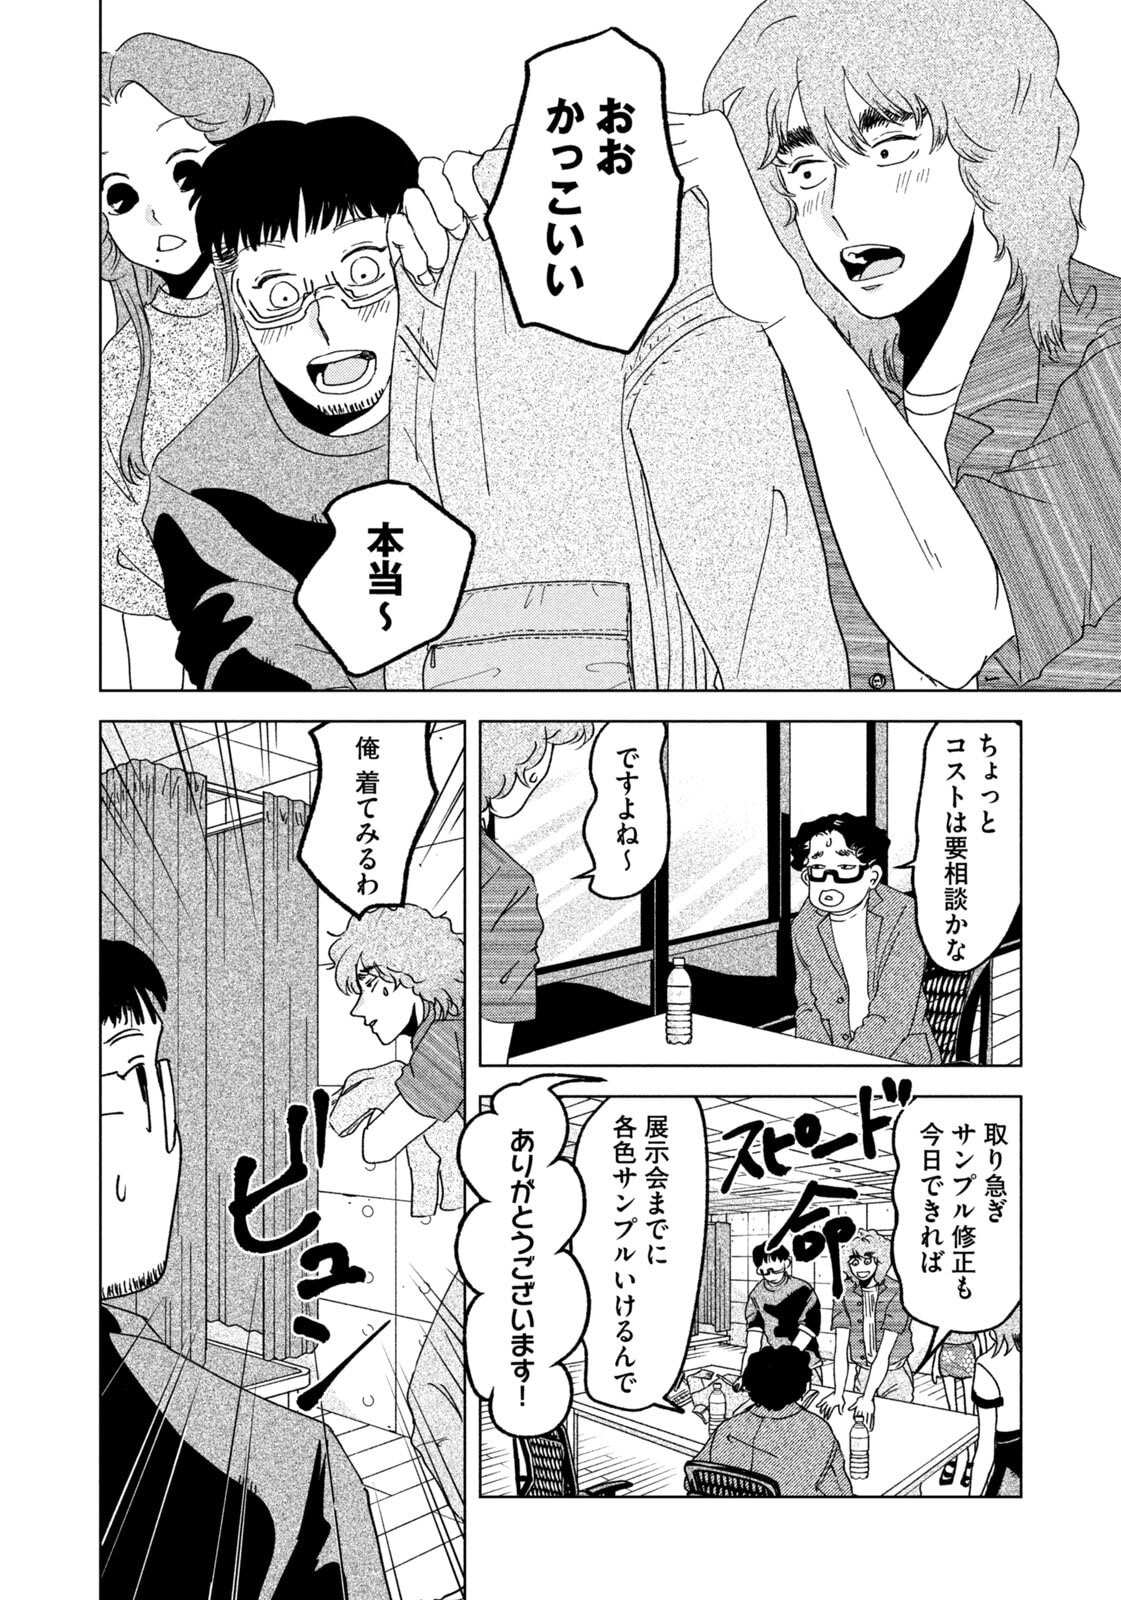 おお
かっこいい
本当～
ちょっと
コストは要相談かな
ですよね～
取り急ぎ
サンプル修正も
今日できれば
スピード
命
展示会までに
各色サンプルいけるんで
ありがとうございます！
俺 着てみるわ
ビュン